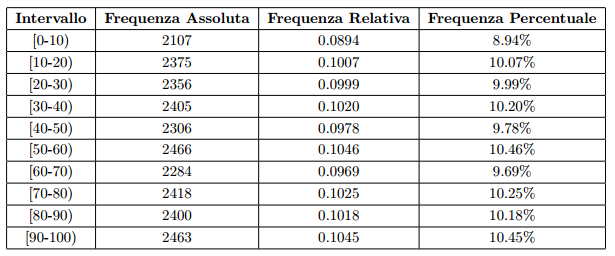 Intervallo Frequenza Assoluta Frequenza Relativa Frequenza Percentuale
[0-10) 2107 0.0894 8.94%
[10-20) 2375 0.1007 10.07%
[20-30) 2356 0.0999 9.99%
[30-40) 2405 0.1020 10.20%
[40-50) 2306 0.0978 9.78%
[50-60) 2466 0.1046 10.46%
[60-70) 2284 0.0969 9.69%
[70-80) 2418 0.1025 10.25%
[80-90) 2400 0.1018 10.18%
[90-100) 2463 0.1045 10.45%